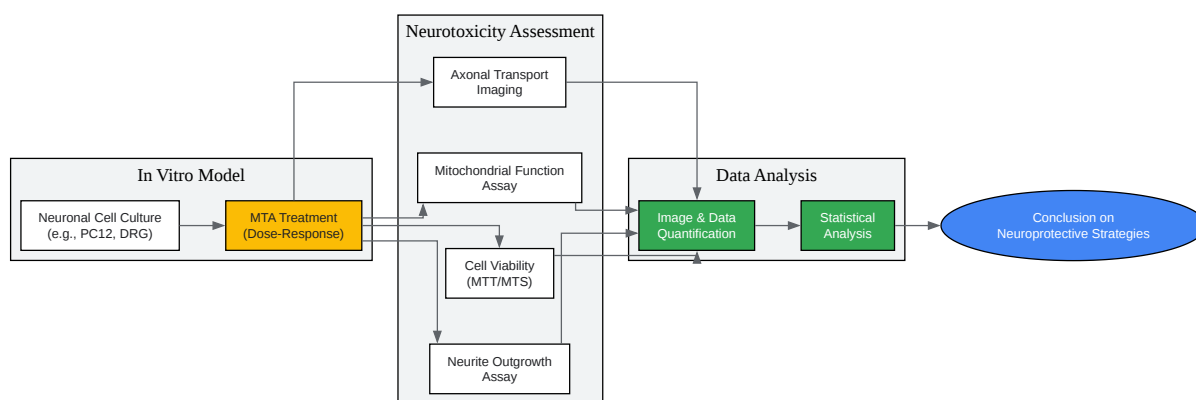 Neurotoxicity Assessment
Axonal Transport
Imaging
In Vitro Model
Neuronal Cell Culture
(e.g., PC12, DRG)
MTA Treatment
(Dose-Response)
Mitochondrial Function
Assay
Cell Viability
(MTT/MTS)
Neurite Outgrowth
Assay
Data Analysis
Image & Data
Quantification
Statistical
Analysis
Conclusion on
Neuroprotective Strategies